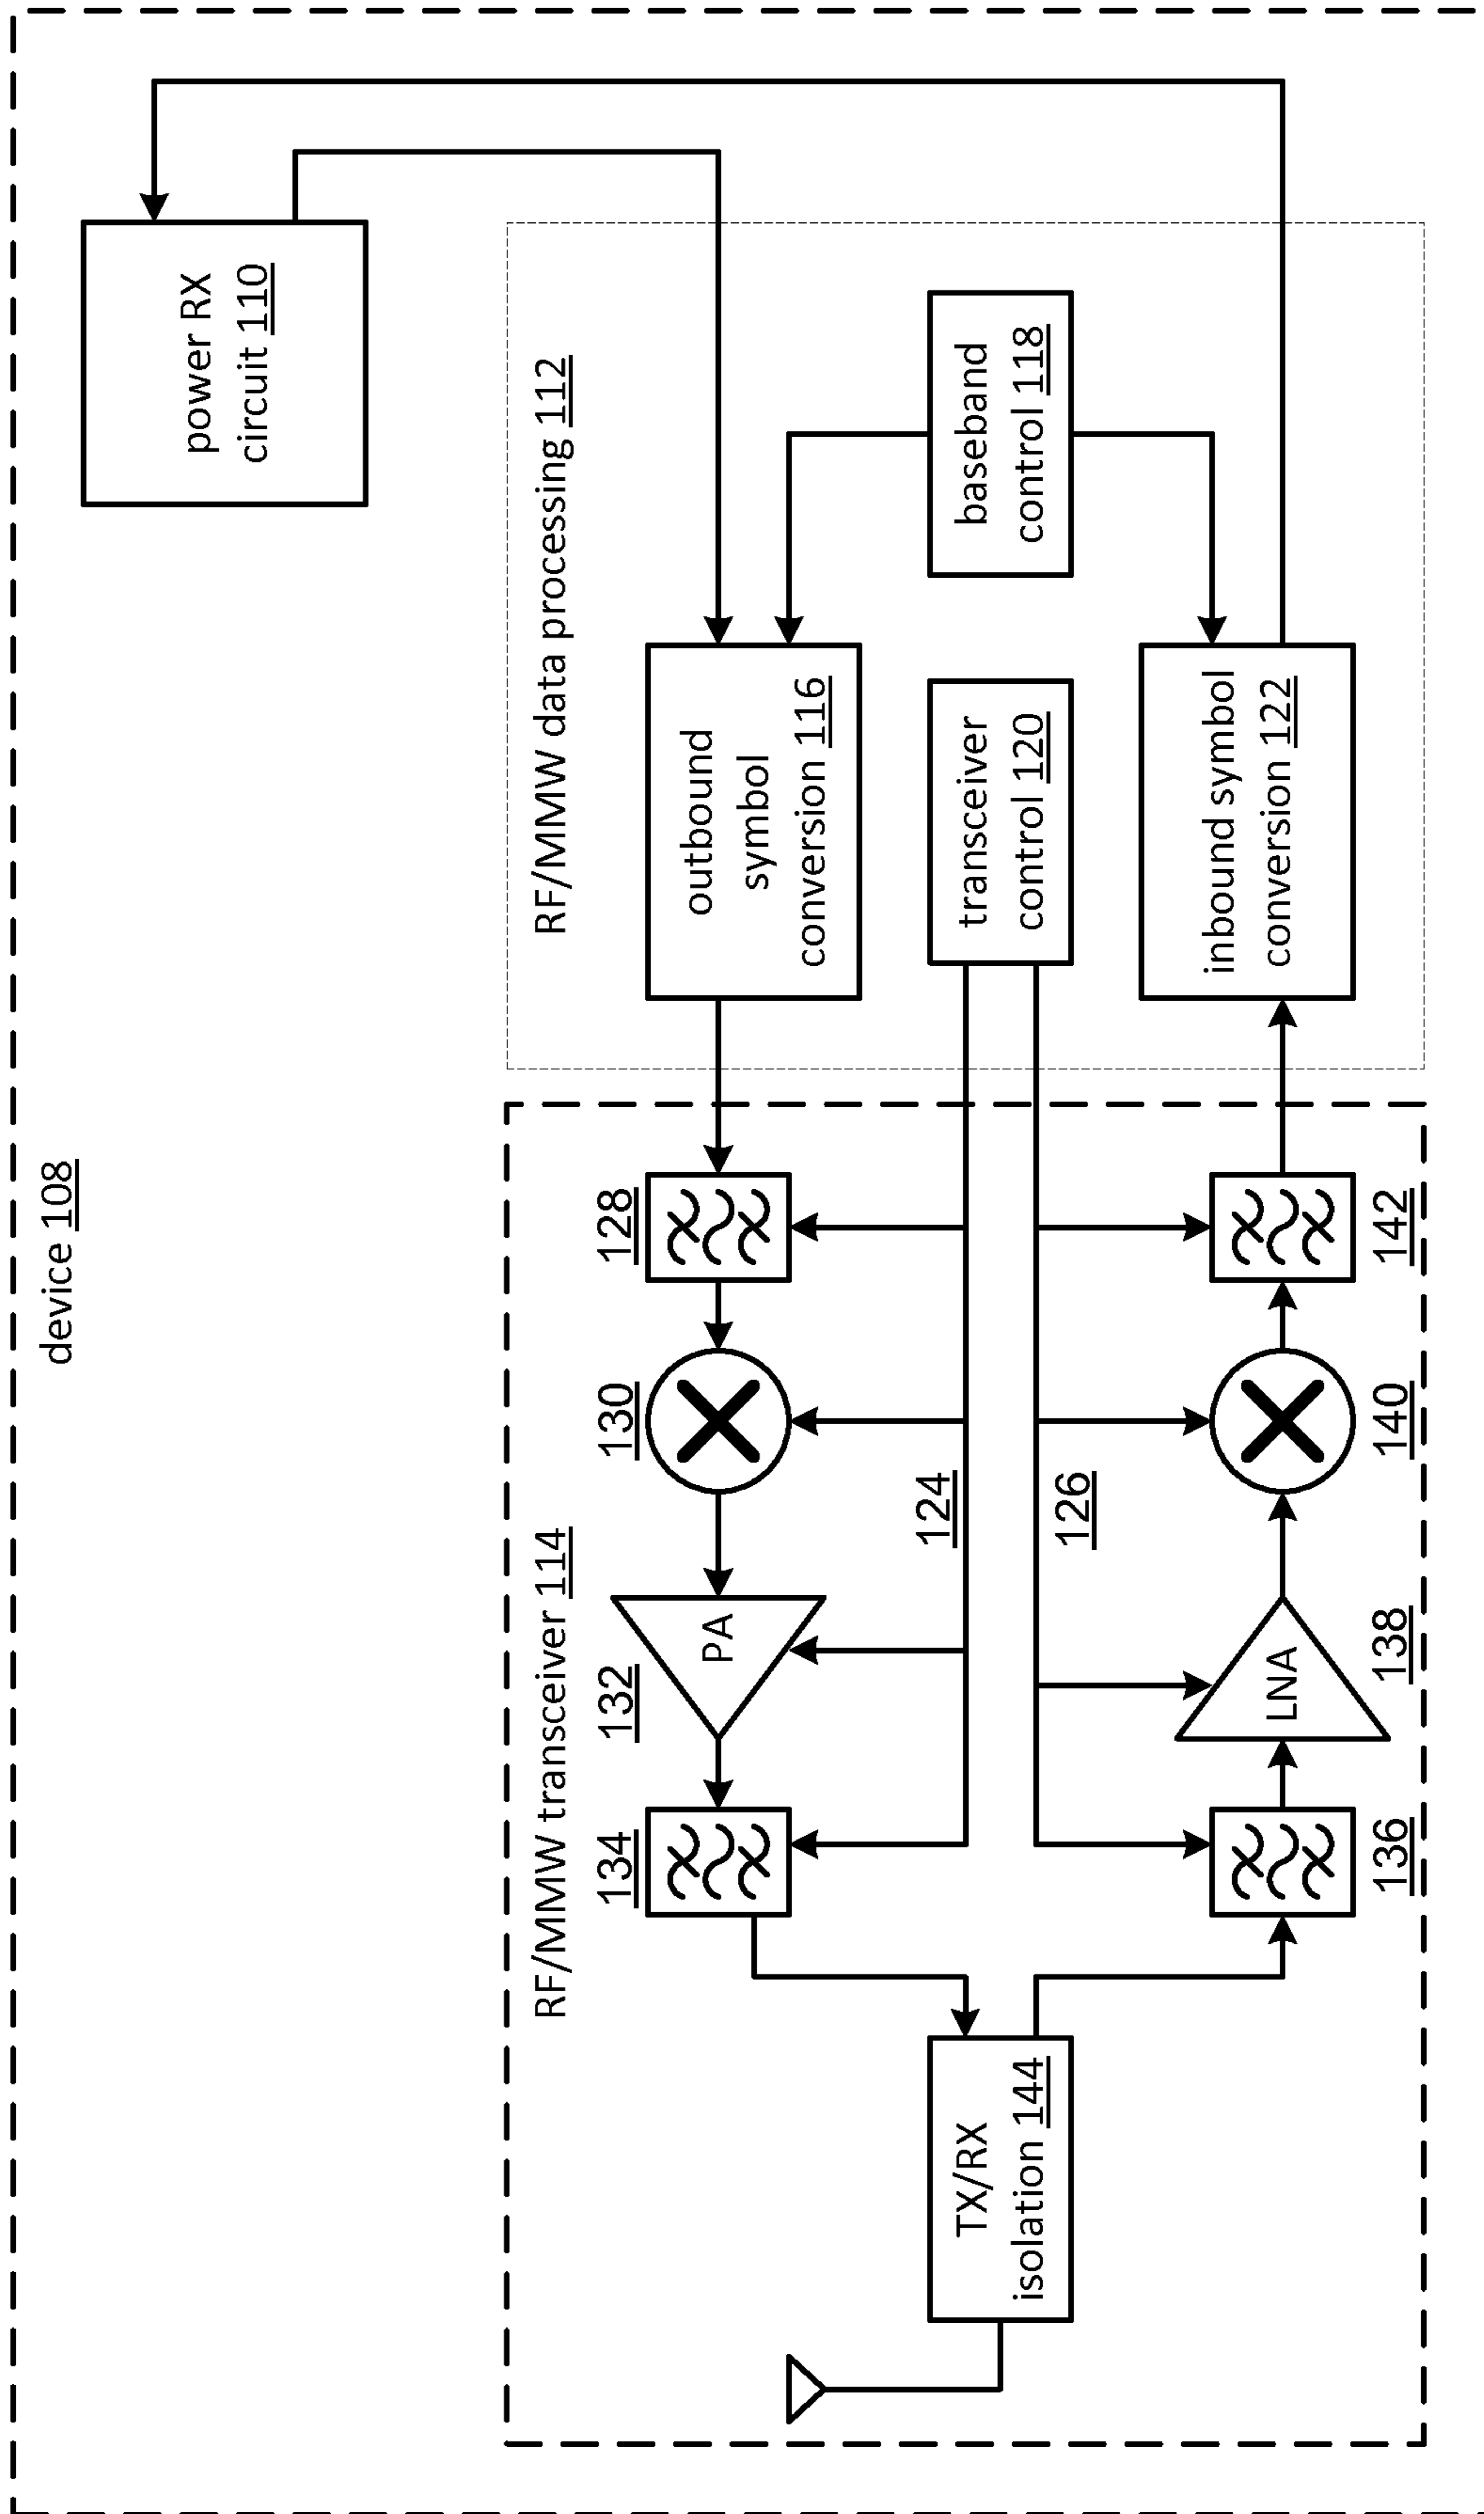 device 108
power RX
circuit 110
RF/MMW transceiver 114
RF/MMW data processing 112
134
132
PA
130
128
outbound
symbol
conversion 116
TX/RX
isolation 144
124
126
transceiver
control 120
baseband
control 118
136
LNA
138
140
142
inbound symbol
conversion 122